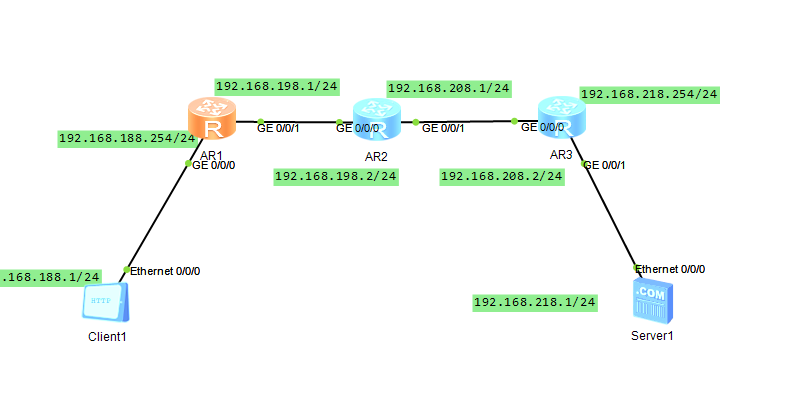 192.168.198.1/24
192.168.208.1/24
192.168.218.254/24
R
R
R
GE 0/0/1
GE 0/0/0
GE 0/0/1
GE 0/0/0
192.168.188.254/24
AR1
AR2
AR3
GE 0/0/0
GE 0/0/1
192.168.198.2/24
192.168.208.2/24
Ethernet 0/0/0
Ethernet 0/0/0
.168.188.1/24
HTTP
.COM
192.168.218.1/24
Client1
Server1